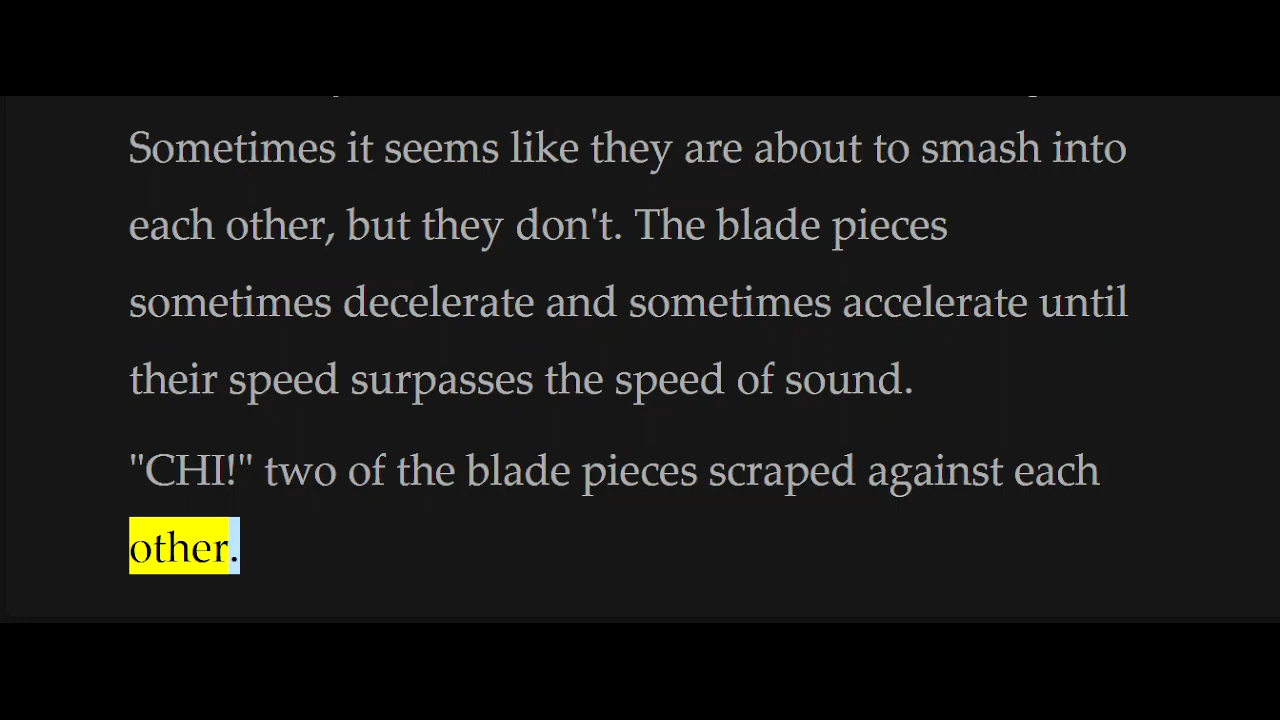 Sometimes it seems like they are about to smash into
each other, but they don't. The blade pieces
sometimes decelerate and sometimes accelerate until
their speed surpasses the speed of sound.
"CHI!" two of the blade pieces scraped against each
other.